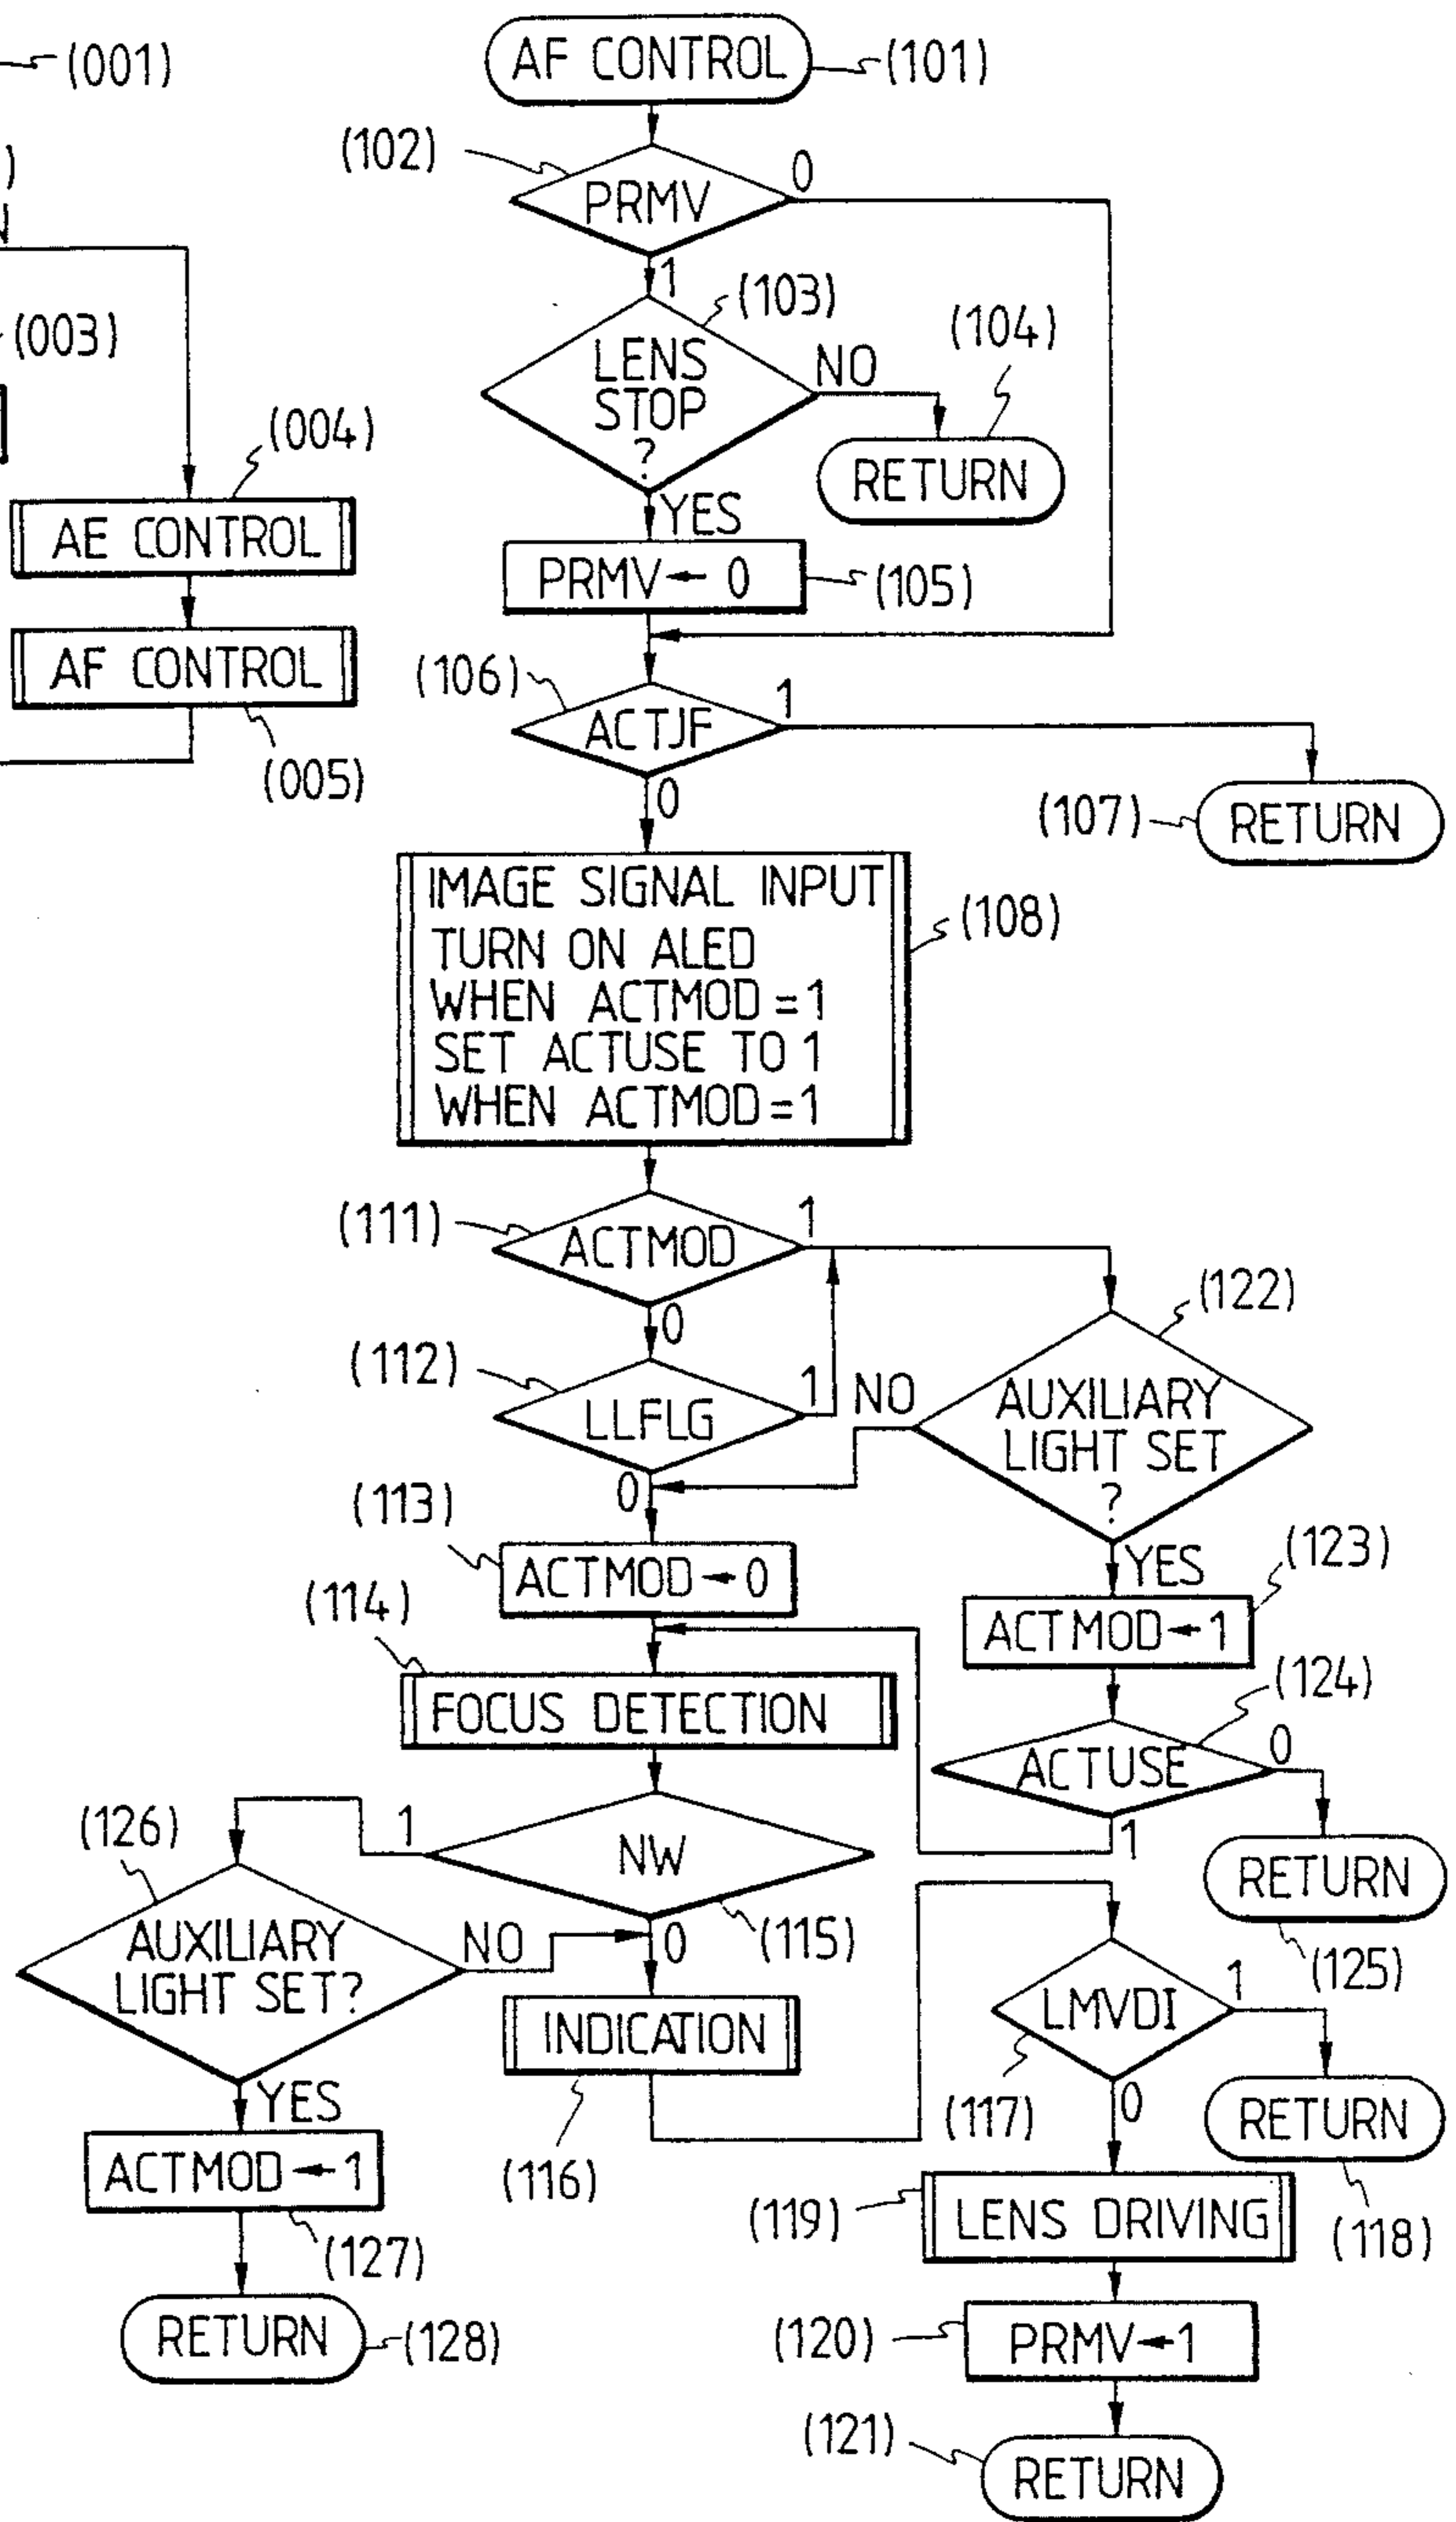 (001)
)
N
(003)
(004)
AE CONTROL
AF CONTROL
(005)
AF CONTROL
(101)
(102)
PRMV
0
1
(103)
LENS
STOP
?
NO
(104)
RETURN
YES
PRMV ← 0
(105)
(106)
ACTJF
1
0
(107)
RETURN
IMAGE SIGNAL INPUT
TURN ON ALED
WHEN ACTMOD = 1
SET ACTUSE TO 1
WHEN ACTMOD = 1
(108)
(111)
ACTMOD
1
0
(112)
LLFLG
1
0
(122)
NO
AUXILIARY
LIGHT SET
?
YES
(113)
ACTMOD ← 0
(123)
ACTMOD ← 1
(114)
FOCUS DETECTION
(124)
ACTUSE
0
1
RETURN
(125)
NW
1
0
(115)
(126)
AUXILIARY
LIGHT SET?
NO
YES
INDICATION
(116)
LMVDI
1
0
(117)
RETURN
(118)
ACTMOD ← 1
(127)
RETURN
(128)
(119)
LENS DRIVING
(120)
PRMV ← 1
(121)
RETURN